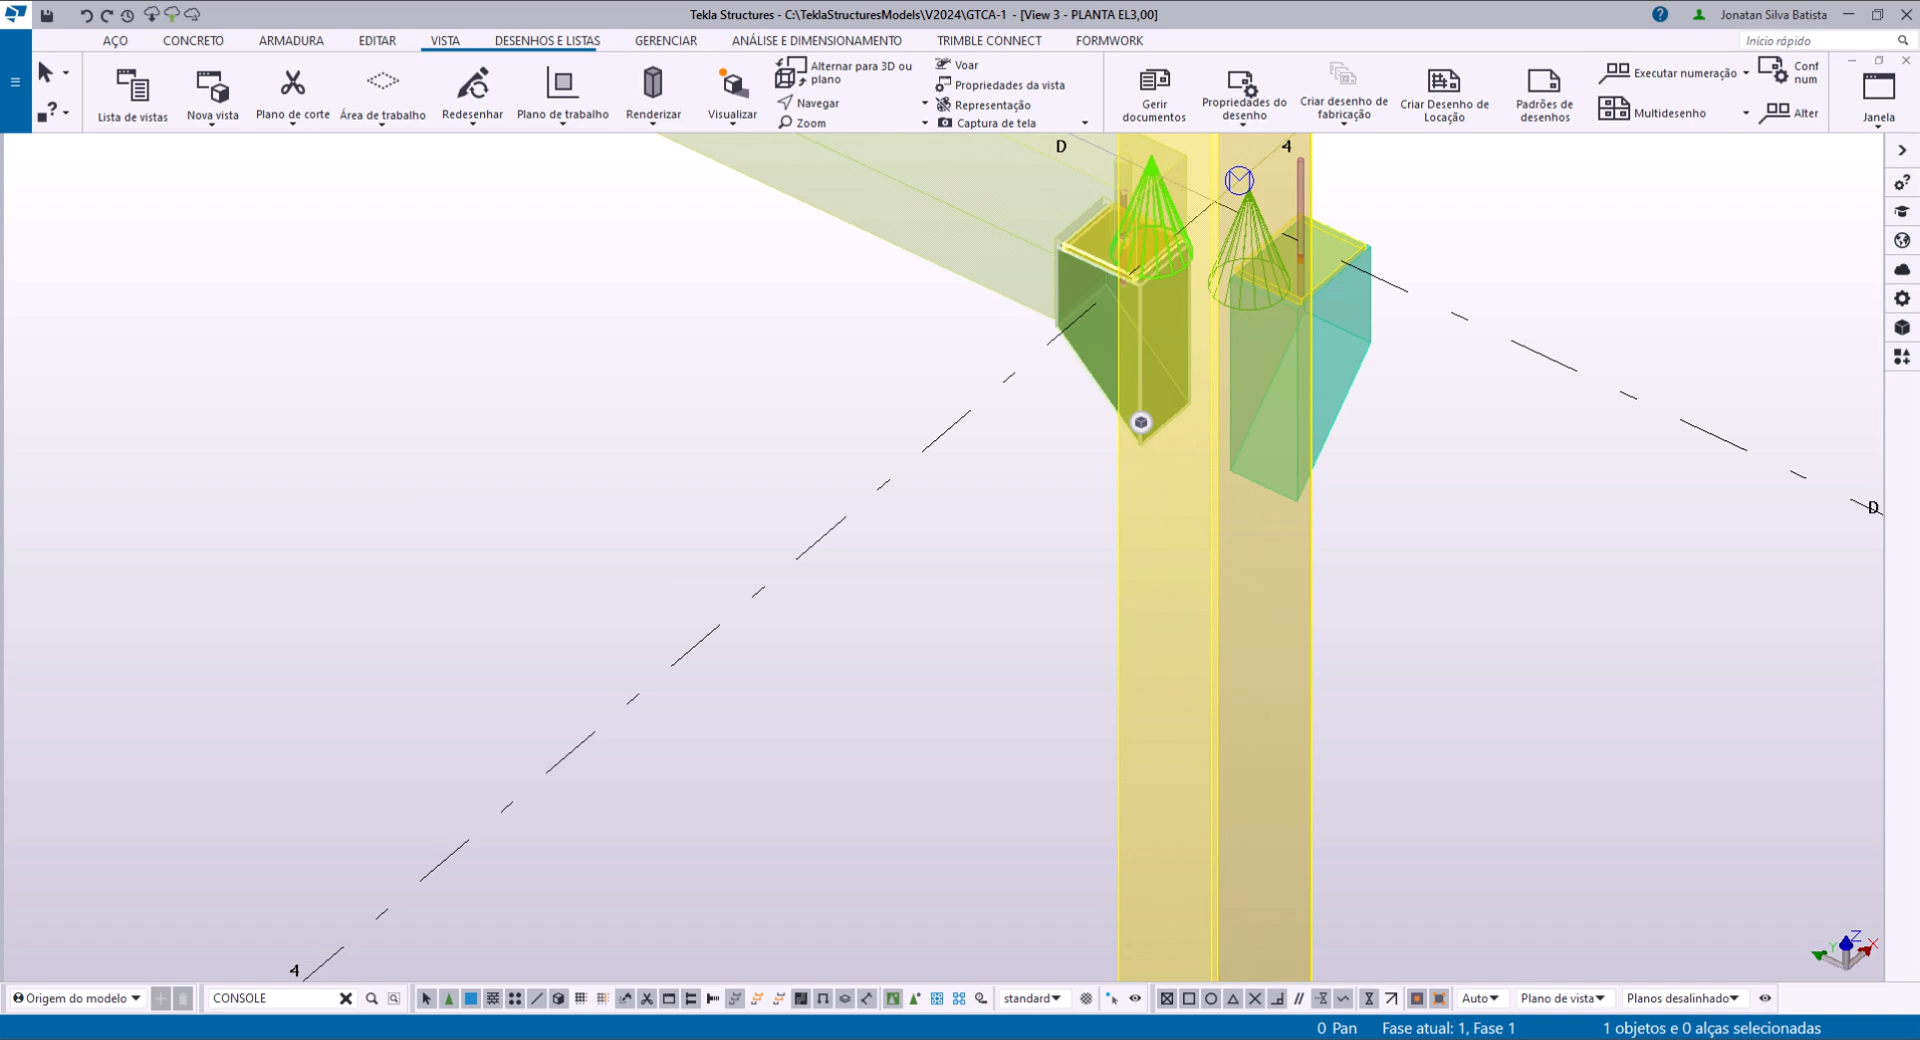 Tekla Structures - C:\TeklaStructuresModels\V2024\GTCA-1 - [View 3 - PLANTA EL3,00]
Jonatan Silva Batista
AÇO CONCRETO ARMADURA EDITAR VISTA DESENHOS E LISTAS GERENCIAR ANÁLISE E DIMENSIONAMENTO TRIMBLE CONNECT FORMWORK
Início rápido
Lista de vistas
Nova vista
Plano de corte
Área de trabalho
Redesenhar
Plano de trabalho
Renderizar
Visualizar
Alternar para 3D ou
plano
Navegar
Zoom
Voar
Propriedades da vista
Representação
Captura de tela
Gerir
documentos
Propriedades do
desenho
Criar desenho de
fabricação
Criar Desenho de
Locação
Padrões de
desenhos
Executar numeração
Multidesenho
Conf
num
Alter
Janela
D
4
D
4
Z
Y
X
Origem do modelo
CONSOLE
standard
Auto
Plano de vista
Planos desalinhado
0 Pan
Fase atual: 1, Fase 1
1 objetos e 0 alças selecionadas